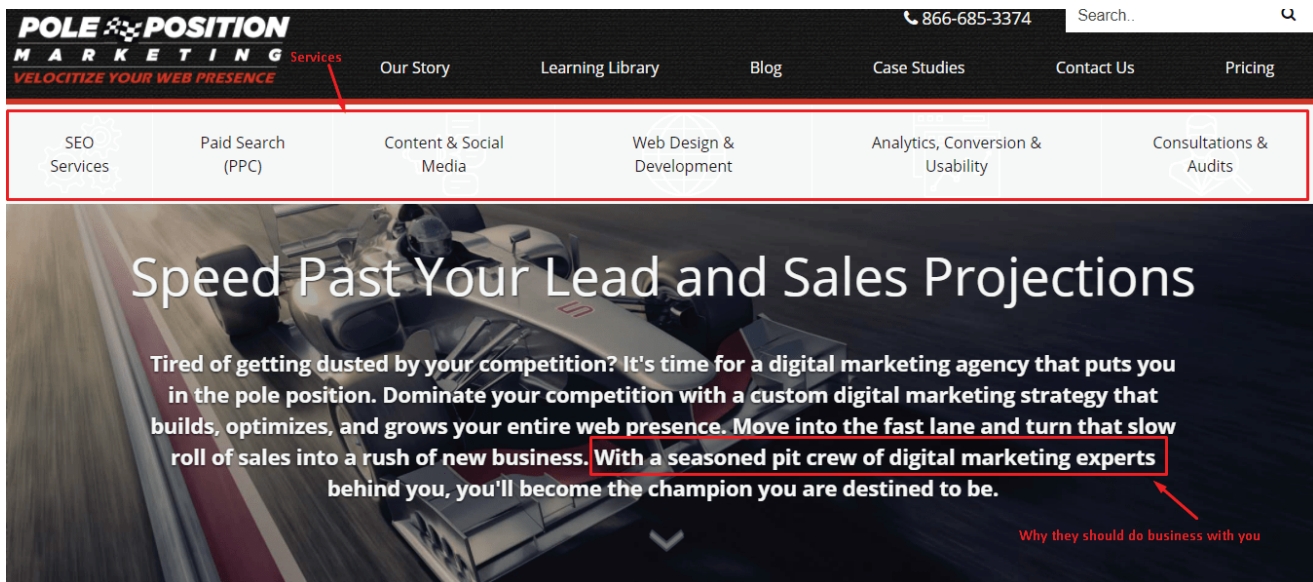 866-685-3374
Search..
POLE POSITION
MARKETING
VELOCITIZE YOUR WEB PRESENCE
Services
Our Story
Learning Library
Blog
Case Studies
Contact Us
Pricing
SEO
Services
Paid Search
(PPC)
Content & Social
Media
Web Design &
Development
Analytics, Conversion &
Usability
Consultations &
Audits
Speed Past Your Lead and Sales Projections
Tired of getting dusted by your competition? It's time for a digital marketing agency that puts you
in the pole position. Dominate your competition with a custom digital marketing strategy that
builds, optimizes, and grows your entire web presence. Move into the fast lane and turn that slow
roll of sales into a rush of new business. With a seasoned pit crew of digital marketing experts
behind you, you'll become the champion you are destined to be.
Why they should do business with you
5